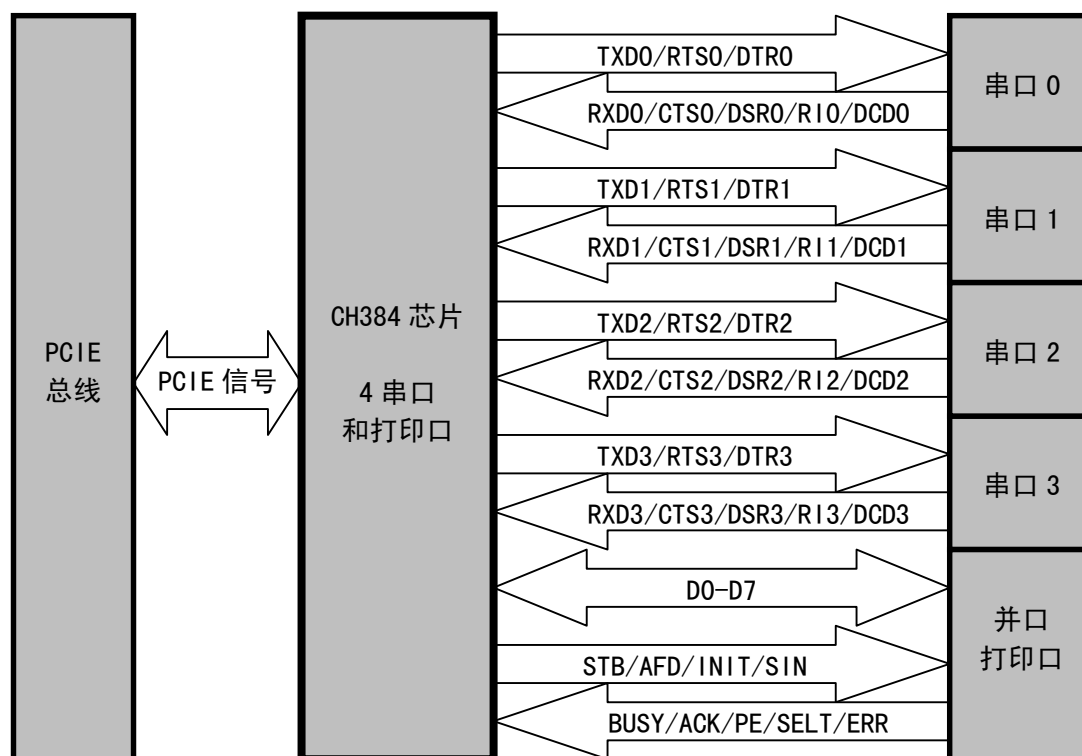 PCIE
总线
PCIE 信号
CH384 芯片
4 串口
和打印口
TXD0/RTS0/DTR0
RXD0/CTS0/DSR0/RI0/DCD0
串口 0
TXD1/RTS1/DTR1
RXD1/CTS1/DSR1/RI1/DCD1
串口 1
TXD2/RTS2/DTR2
RXD2/CTS2/DSR2/RI2/DCD2
串口 2
TXD3/RTS3/DTR3
RXD3/CTS3/DSR3/RI3/DCD3
串口 3
D0-D7
STB/AFD/INIT/SIN
BUSY/ACK/PE/SELT/ERR
并口
打印口